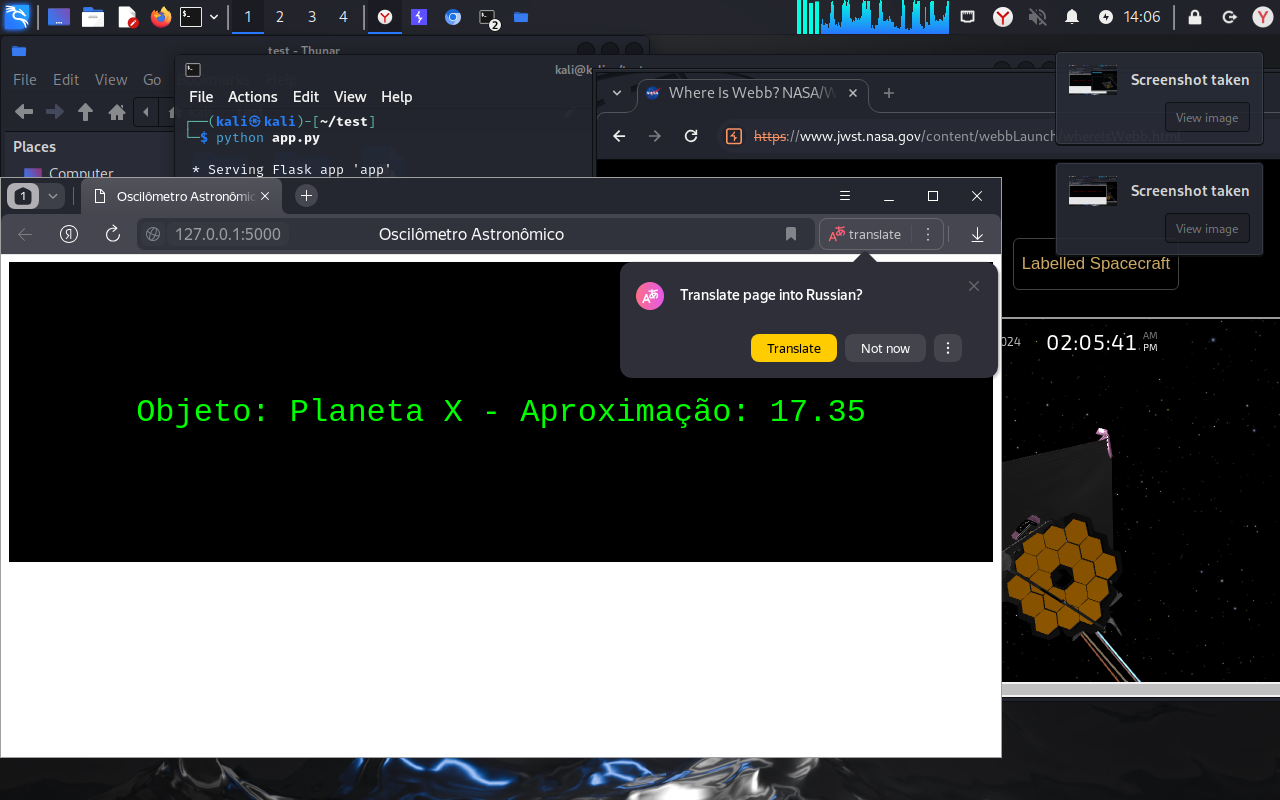 1
2
3
4
2
14:06
test - Thunar
File Edit View Go
Places
Computer
File Actions Edit View Help
┌──(kali㉿kali)-[~/test]
└─$ python app.py
* Serving Flask app 'app'
Where Is Webb? NASA/W
https://www.jwst.nasa.gov/content/webbLaunch/whereIsWebb.html
Screenshot taken
View image
Screenshot taken
View image
Labelled Spacecraft
024
02:05:41
AM
PM
1
Oscilômetro Astronômic
127.0.0.1:5000
Oscilômetro Astronômico
translate
Translate page into Russian?
Translate
Not now
Objeto: Planeta X - Aproximação: 17.35